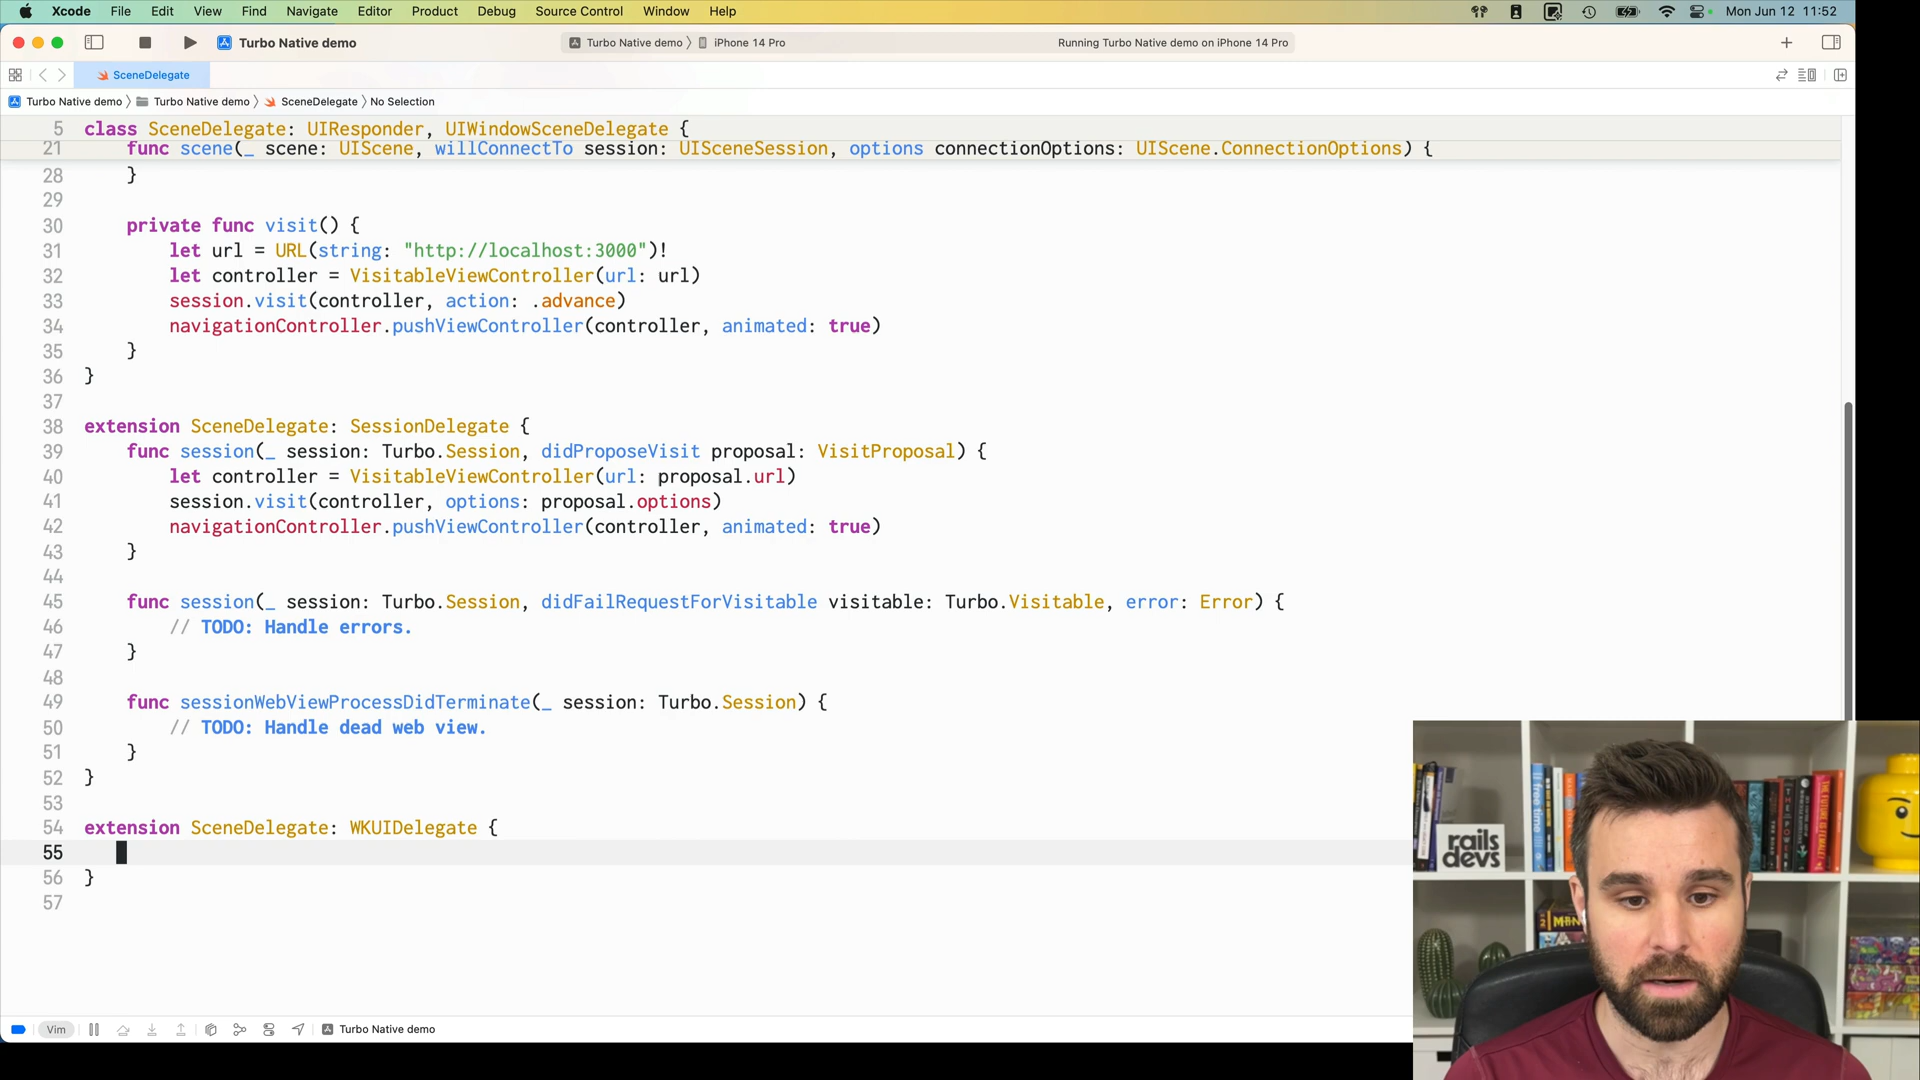 Xcode File Edit View Find Navigate Editor Product Debug Source Control Window Help Mon Jun 12 11:52
Turbo Native demo Turbo Native demo 〉 iPhone 14 Pro Running Turbo Native demo on iPhone 14 Pro
SceneDelegate
Turbo Native demo 〉 Turbo Native demo 〉 SceneDelegate 〉 No Selection
5 class SceneDelegate: UIResponder, UIWindowSceneDelegate {
21 func scene(_ scene: UIScene, willConnectTo session: UISceneSession, options connectionOptions: UIScene.ConnectionOptions) {
28 }
29
30 private func visit() {
31 let url = URL(string: "http://localhost:3000")!
32 let controller = VisitableViewController(url: url)
33 session.visit(controller, action: .advance)
34 navigationController.pushViewController(controller, animated: true)
35 }
36 }
37
38 extension SceneDelegate: SessionDelegate {
39 func session(_ session: Turbo.Session, didProposeVisit proposal: VisitProposal) {
40 let controller = VisitableViewController(url: proposal.url)
41 session.visit(controller, options: proposal.options)
42 navigationController.pushViewController(controller, animated: true)
43 }
44
45 func session(_ session: Turbo.Session, didFailRequestForVisitable visitable: Turbo.Visitable, error: Error) {
46 // TODO: Handle errors.
47 }
48
49 func sessionWebViewProcessDidTerminate(_ session: Turbo.Session) {
50 // TODO: Handle dead web view.
51 }
52 }
53
54 extension SceneDelegate: WKUIDelegate {
55
56 }
57
Vim Turbo Native demo
rails
devs
free time